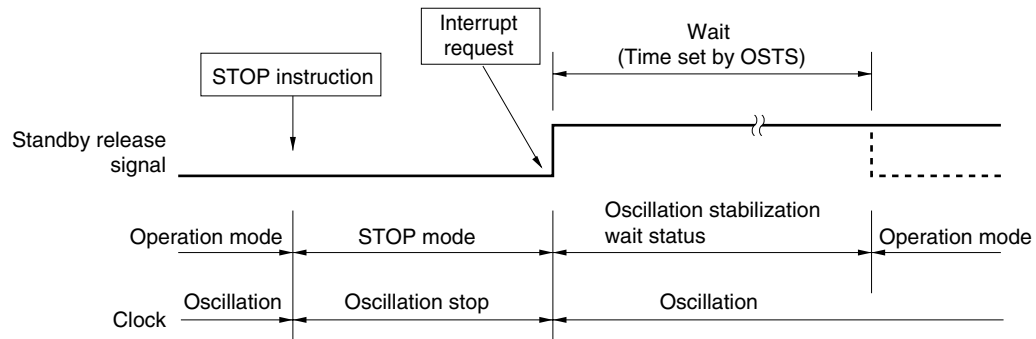 Interrupt
request
Wait
(Time set by OSTS)
STOP instruction
Standby release
signal
Operation mode
STOP mode
Oscillation stabilization
wait status
Operation mode
Clock
Oscillation
Oscillation stop
Oscillation